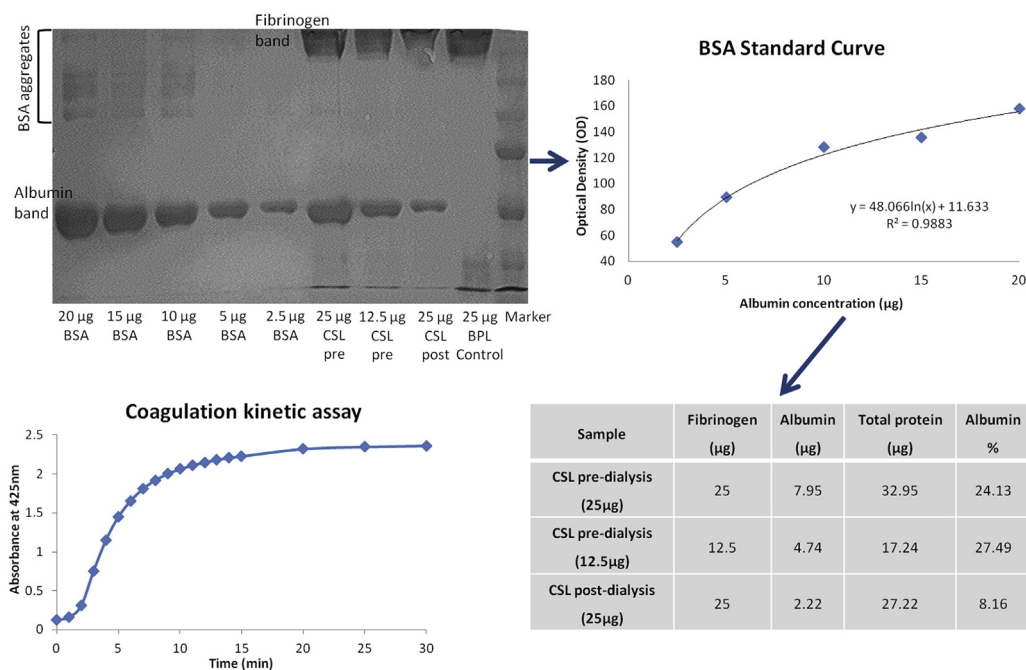 BSA aggregates
Fibrinogen
band
Albumin
band
20 µg
BSA
15 µg
BSA
10 µg
BSA
5 µg
BSA
2.5 µg
BSA
25 µg
CSL
pre
12.5 µg
CSL
pre
25 µg
CSL
post
25 µg
BPL
Control
Marker
BSA Standard Curve
Optical Density (OD)
180
160
140
120
100
80
60
40
0
5
10
15
20
y = 48.066ln(x) + 11.633
R² = 0.9883
Albumin concentration (µg)
Coagulation kinetic assay
Absorbance at 425nm
2.5
2
1.5
1
0.5
0
0
5
10
15
20
25
30
Time (min)
Sample
Fibrinogen
(µg)
Albumin
(µg)
Total protein
(µg)
Albumin
%
CSL pre-dialysis
(25µg)
25
7.95
32.95
24.13
CSL pre-dialysis
(12.5µg)
12.5
4.74
17.24
27.49
CSL post-dialysis
(25µg)
25
2.22
27.22
8.16